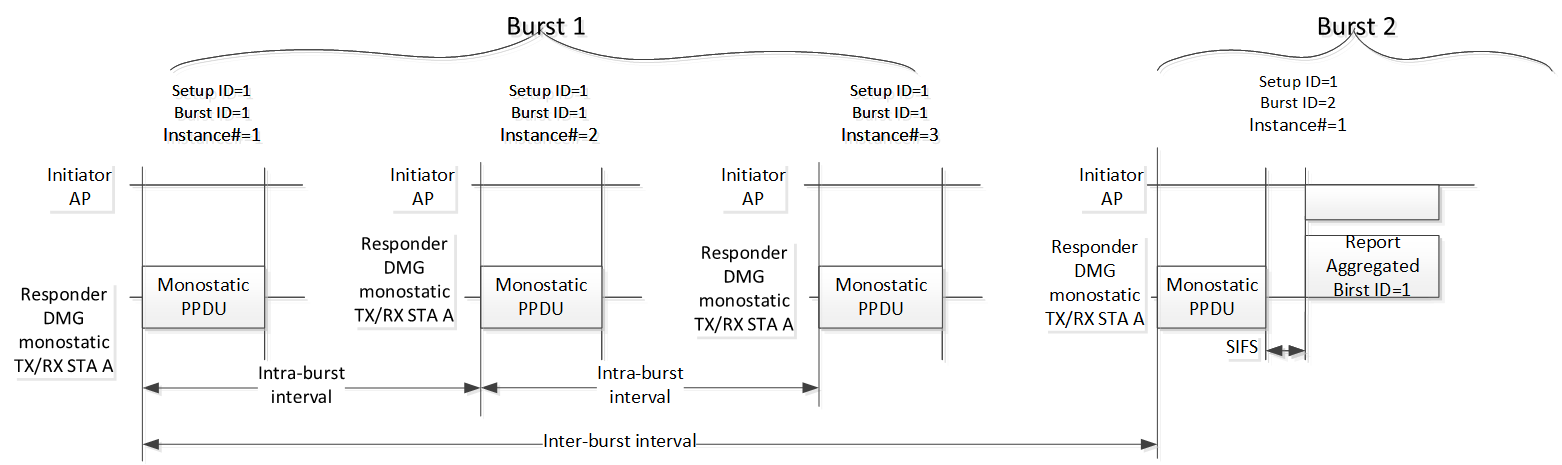 Burst 1
Burst 2
Setup ID=1
Burst ID=1
Instance#=1
Setup ID=1
Burst ID=1
Instance#=2
Setup ID=1
Burst ID=1
Instance#=3
Setup ID=1
Burst ID=2
Instance#=1
Initiator
AP
Initiator
AP
Initiator
AP
Initiator
AP
Responder
DMG
monostatic
TX/RX STA A
Monostatic
PPDU
Responder
DMG
monostatic
TX/RX STA A
Monostatic
PPDU
Responder
DMG
monostatic
TX/RX STA A
Monostatic
PPDU
Responder
DMG
monostatic
TX/RX STA A
Monostatic
PPDU
Report
Aggregated
Birst ID=1
SIFS
Intra-burst
interval
Intra-burst
interval
Inter-burst interval